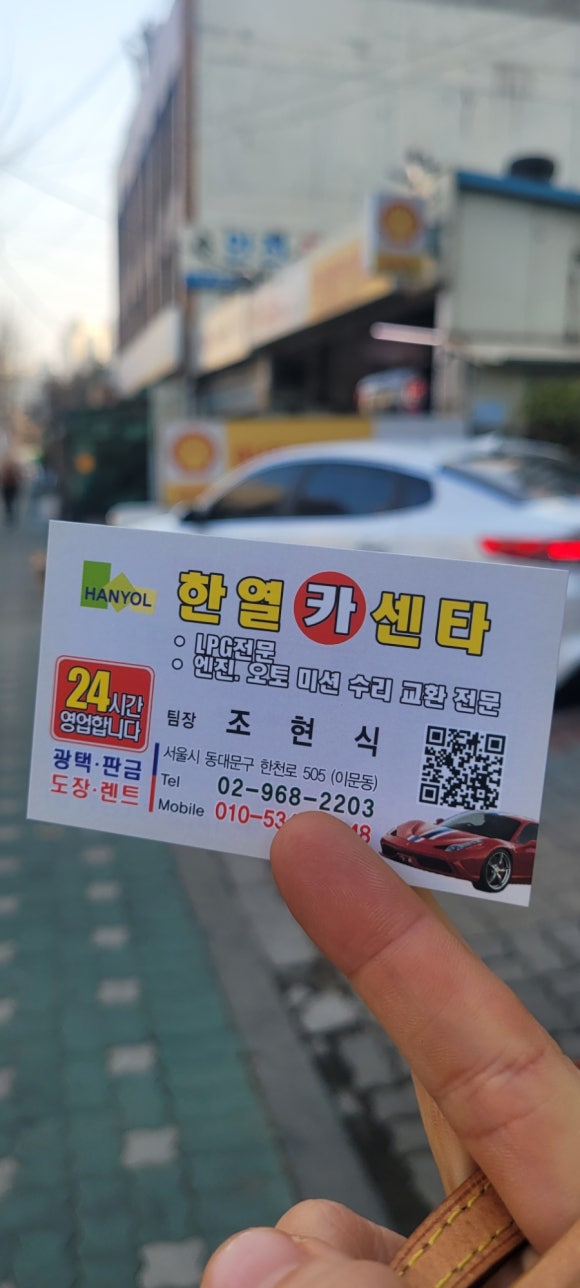 HANYOL
한열카센타
○ LPG전문
○ 엔진. 오토 미션 수리 교환 전문
24시간
영업합니다
팀장 조 현 식
광택·판금
도장·렌트
서울시 동대문구 한천로 505 (이문동)
Tel 02-968-2203
Mobile